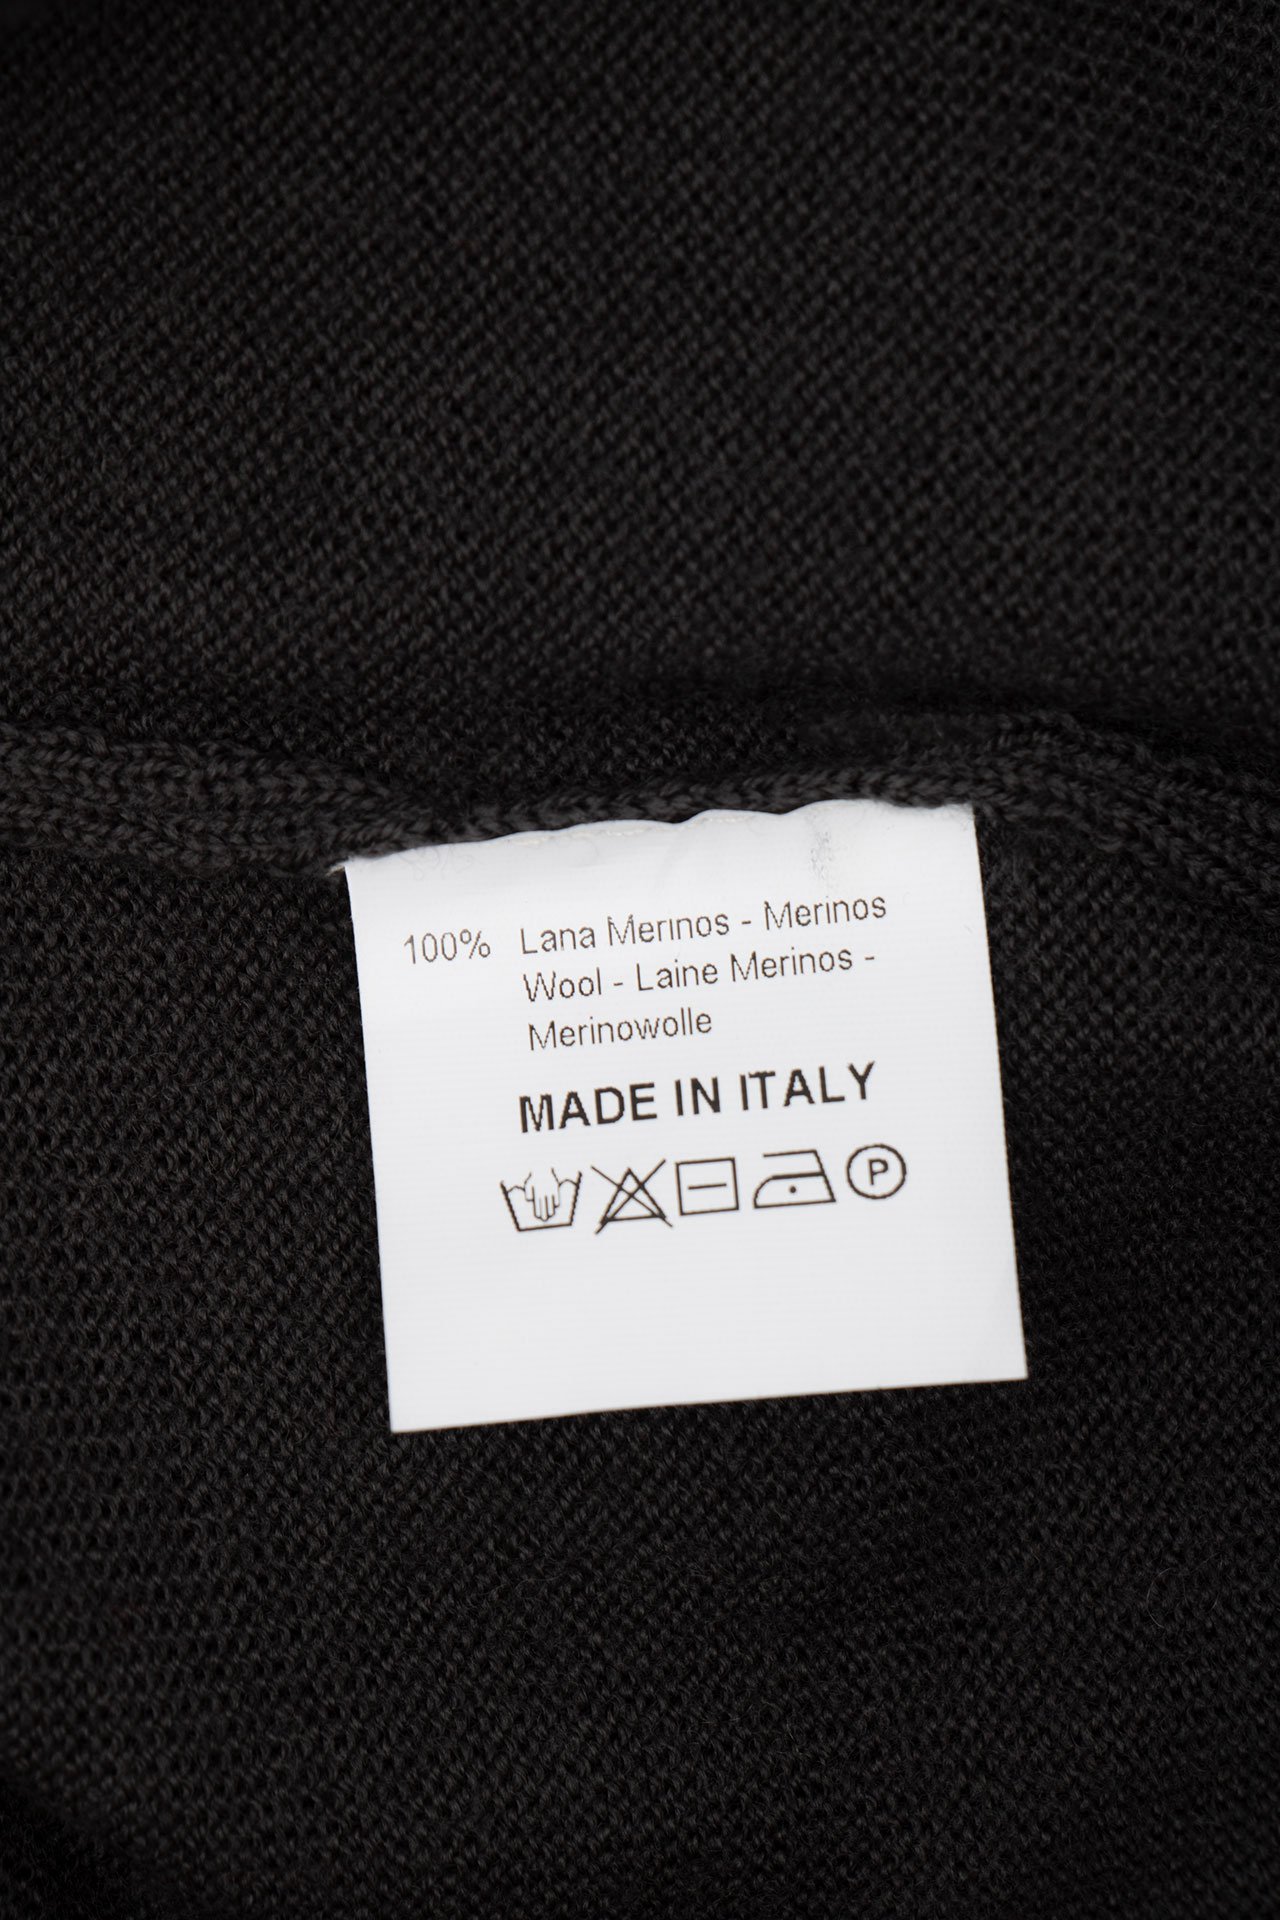 100% Lana Merinos - Merinos
Wool - Laine Merinos -
Merinowolle
MADE IN ITALY
P